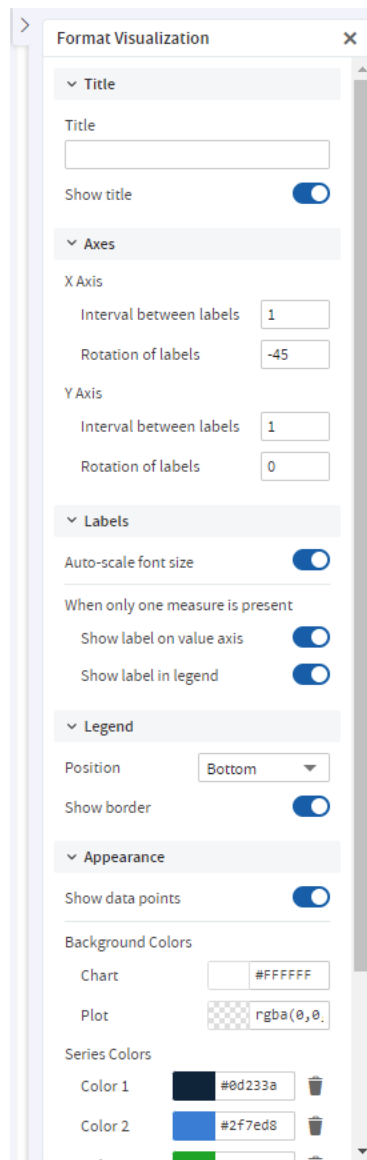 Format Visualization
Title
Title
Show title
Axes
X Axis
Interval between labels 1
Rotation of labels -45
Y Axis
Interval between labels 1
Rotation of labels 0
Labels
Auto-scale font size
When only one measure is present
Show label on value axis
Show label in legend
Legend
Position Bottom
Show border
Appearance
Show data points
Background Colors
Chart #FFFFFF
Plot rgba(0,0,
Series Colors
Color 1 #0d233a
Color 2 #2f7ed8